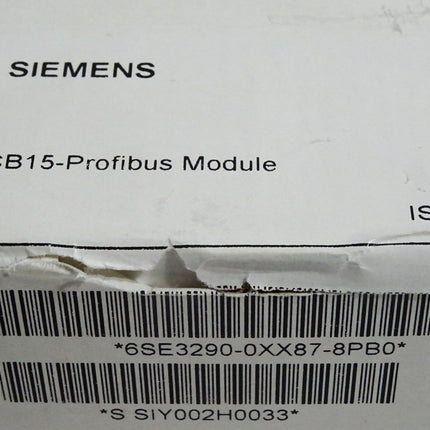 SIEMENS
CB15-Profibus Module
IS
*6SE3290-0XX87-8PB0*
*S SIY002H0033*